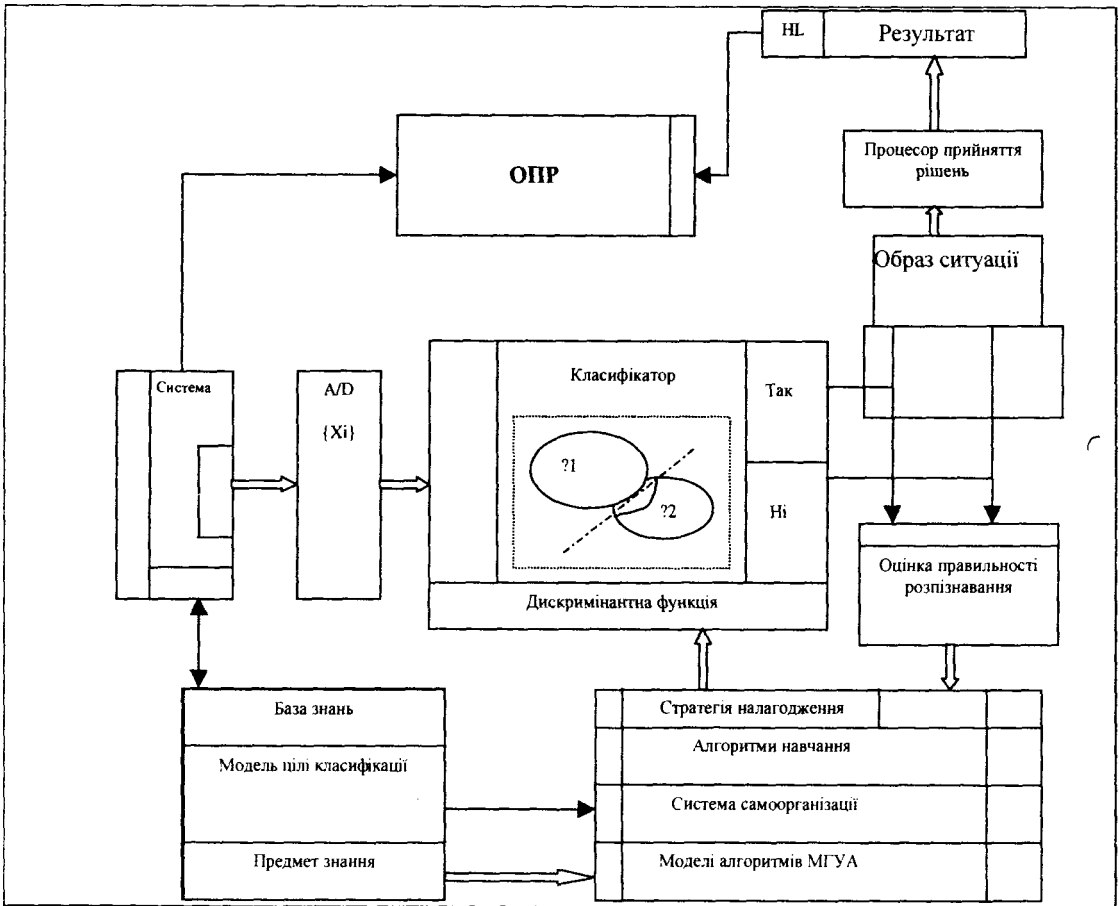 HL Результат
Процесор прийняття
рішень
ОПР
Образ ситуації
Система
A/D
{Xi}
Класифікатор
Так
?1
?2
Ні
Дискримінантна функція
Оцінка правильності
розпізнавання
База знань
Модель цілі класифікації
Предмет знання
Стратегія налагодження
Алгоритми навчання
Система самоорганізації
Моделі алгоритмів МГУА